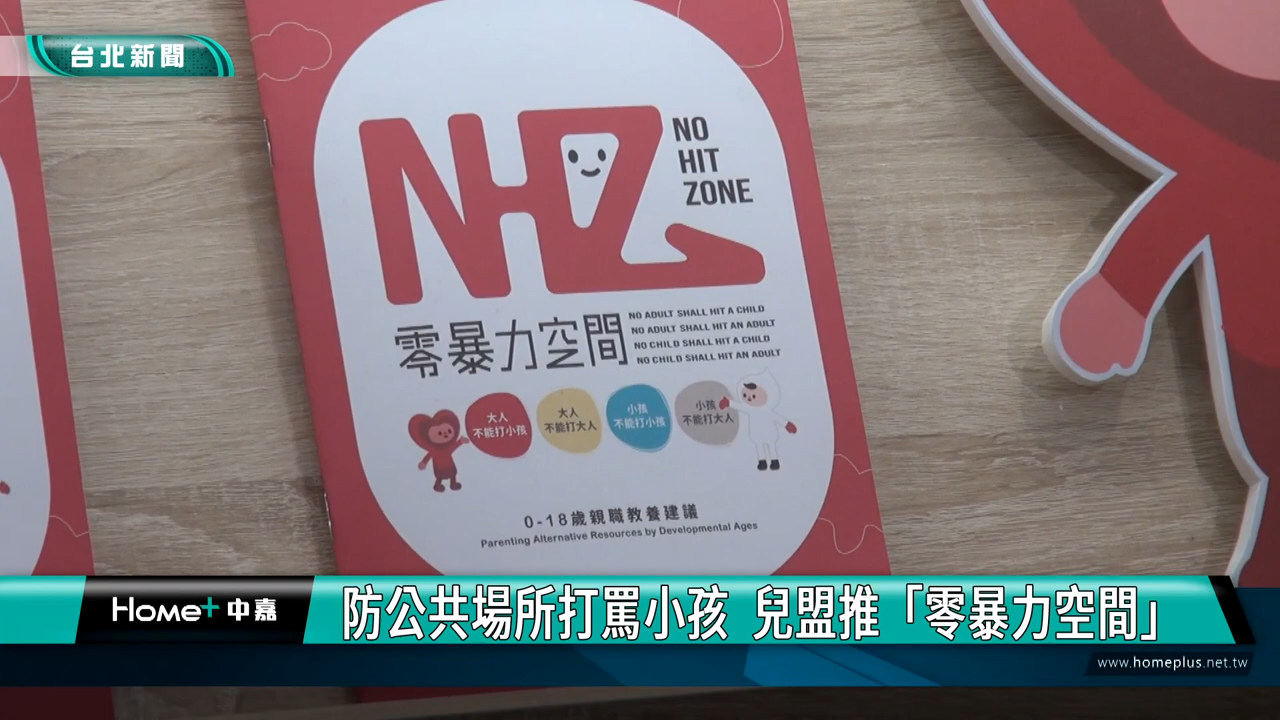 台北新聞
NHZ
NO
HIT
ZONE
零暴力空間
NO ADULT SHALL HIT A CHILD
NO ADULT SHALL HIT AN ADULT
NO CHILD SHALL HIT A CHILD
NO CHILD SHALL HIT AN ADULT
大人
不能打小孩
大人
不能打大人
小孩
不能打小孩
小孩
不能打大人
0-18歲親職教養建議
Parenting Alternative Resources by Developmental Ages
Home+中嘉
防公共場所打罵小孩 兒盟推「零暴力空間」
www.homeplus.net.tw